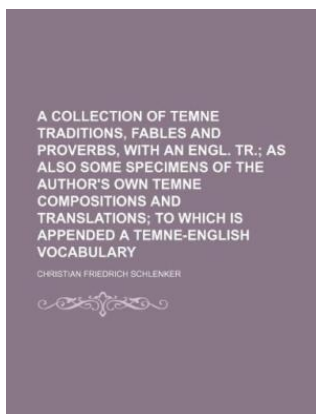 A COLLECTION OF TEMNE
TRADITIONS, FABLES AND
PROVERBS, WITH AN ENGL. TR.; AS
ALSO SOME SPECIMENS OF THE
AUTHOR'S OWN TEMNE
COMPOSITIONS AND
TRANSLATIONS; TO WHICH IS
APPENDED A TEMNE-ENGLISH
VOCABULARY
CHRISTIAN FRIEDRICH SCHLENKER